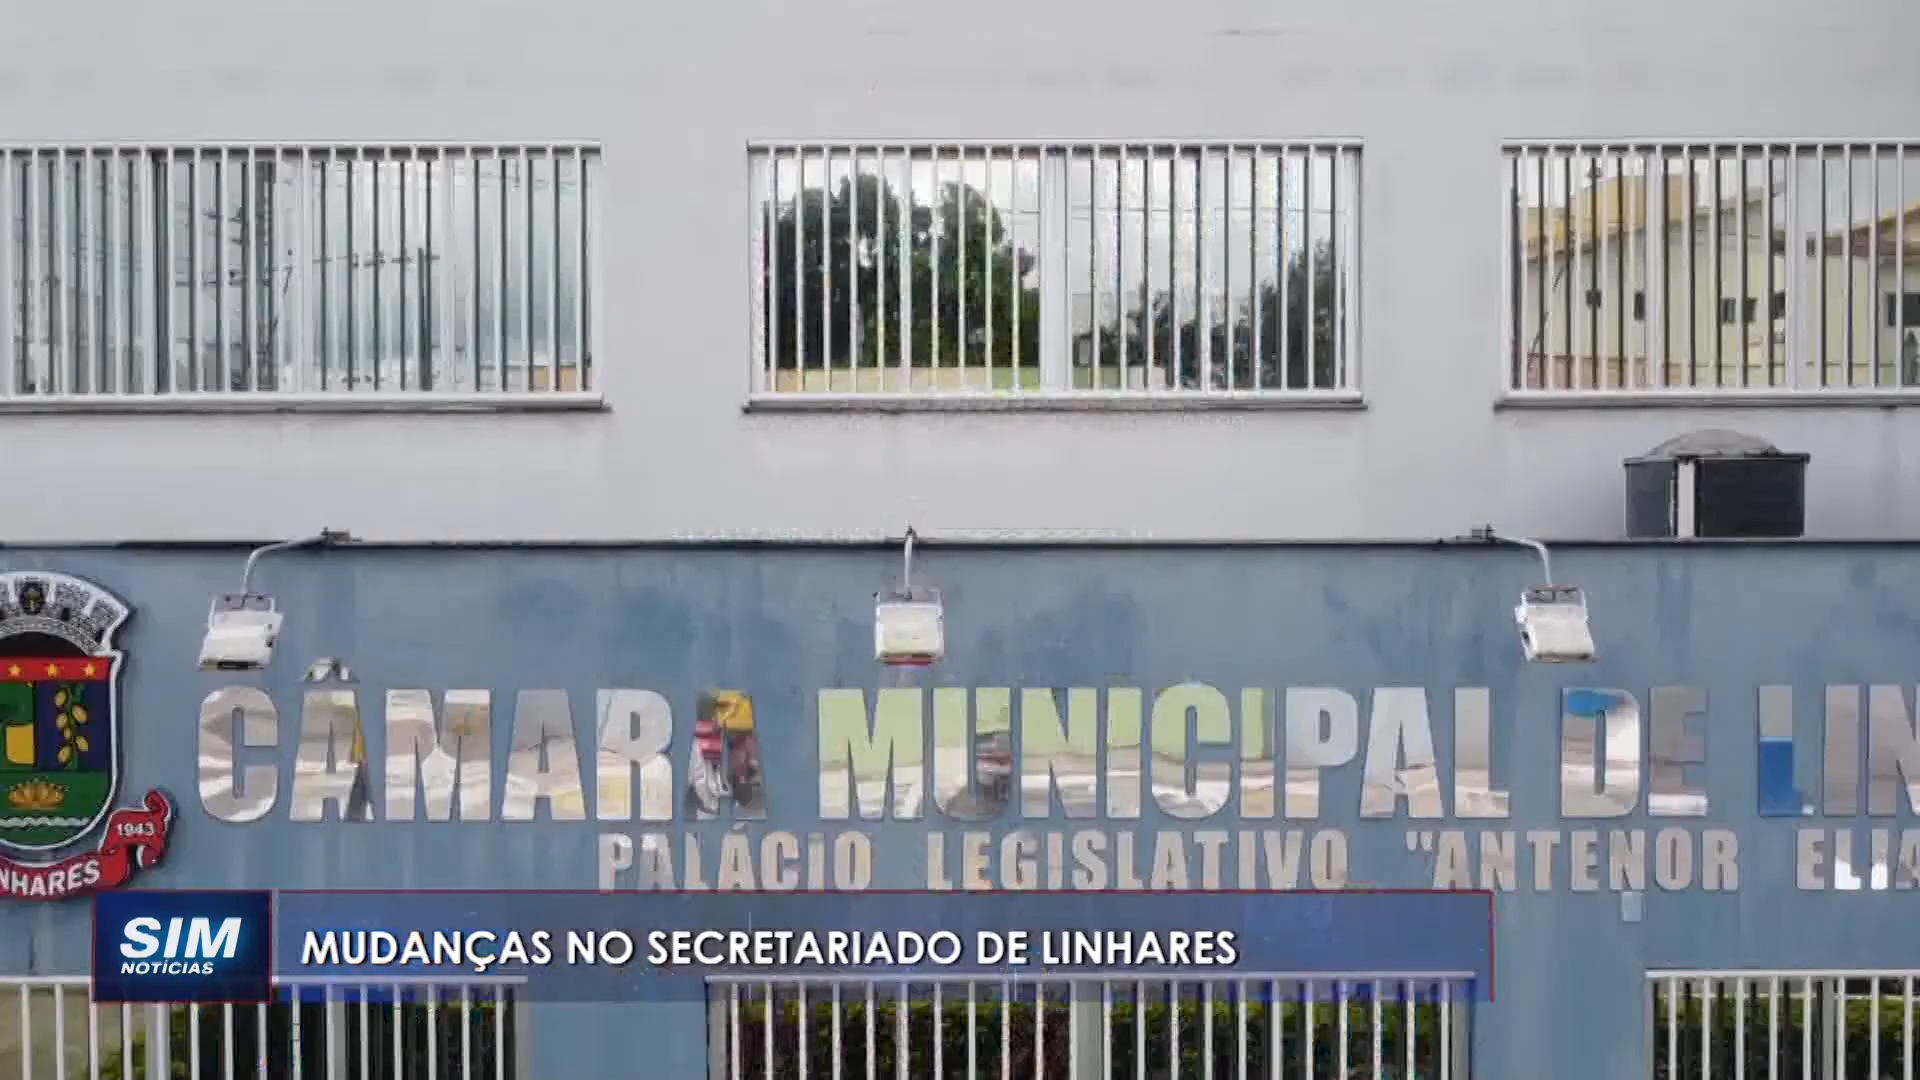 CÂMARA MUNICIPAL DE LIN
PALÁCIO LEGISLATIVO "ANTENOR ELIA
1943
NHARES
SIM
NOTÍCIAS
MUDANÇAS NO SECRETARIADO DE LINHARES